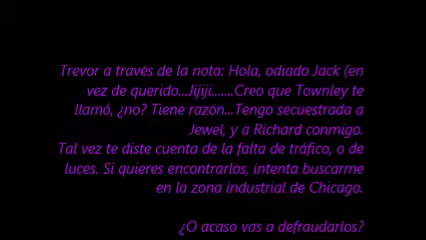 Trevor a través de la nota: Hola, odiado Jack (en
vez de querido...Jijiji.......Creo que Townley te
llamó, ¿no? Tiene razón...Tengo secuestrada a
Jewel, y a Richard conmigo.
Tal vez te diste cuenta de la falta de tráfico, o de
luces. Si quieres encontrarlos, intenta buscarme
en la zona industrial de Chicago.
¿O acaso vas a defraudarlos?